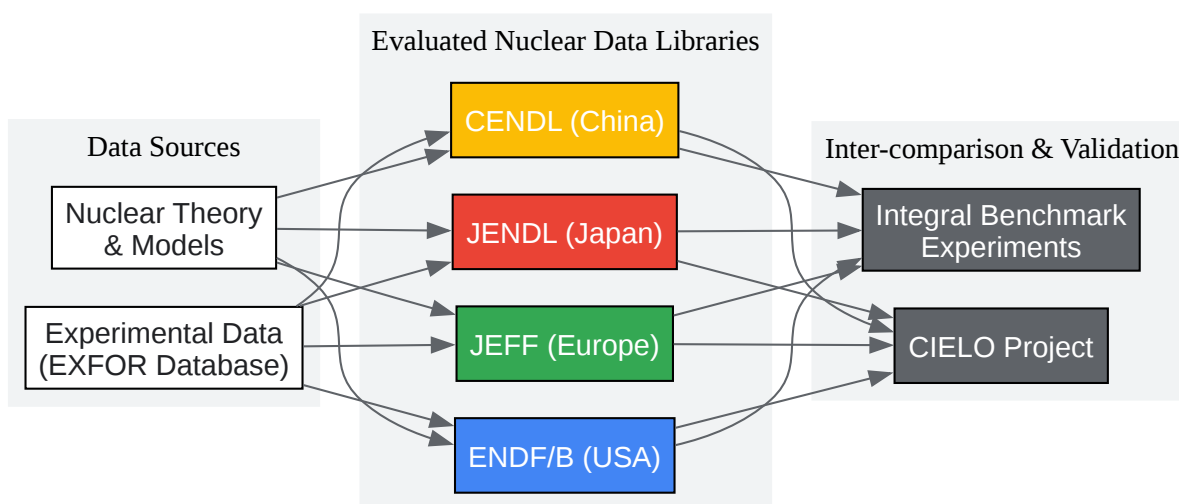 Data Sources
Nuclear Theory
& Models
Experimental Data
(EXFOR Database)
Evaluated Nuclear Data Libraries
CENDL (China)
JENDL (Japan)
JEFF (Europe)
ENDF/B (USA)
Inter-comparison & Validation
Integral Benchmark
Experiments
CIELO Project